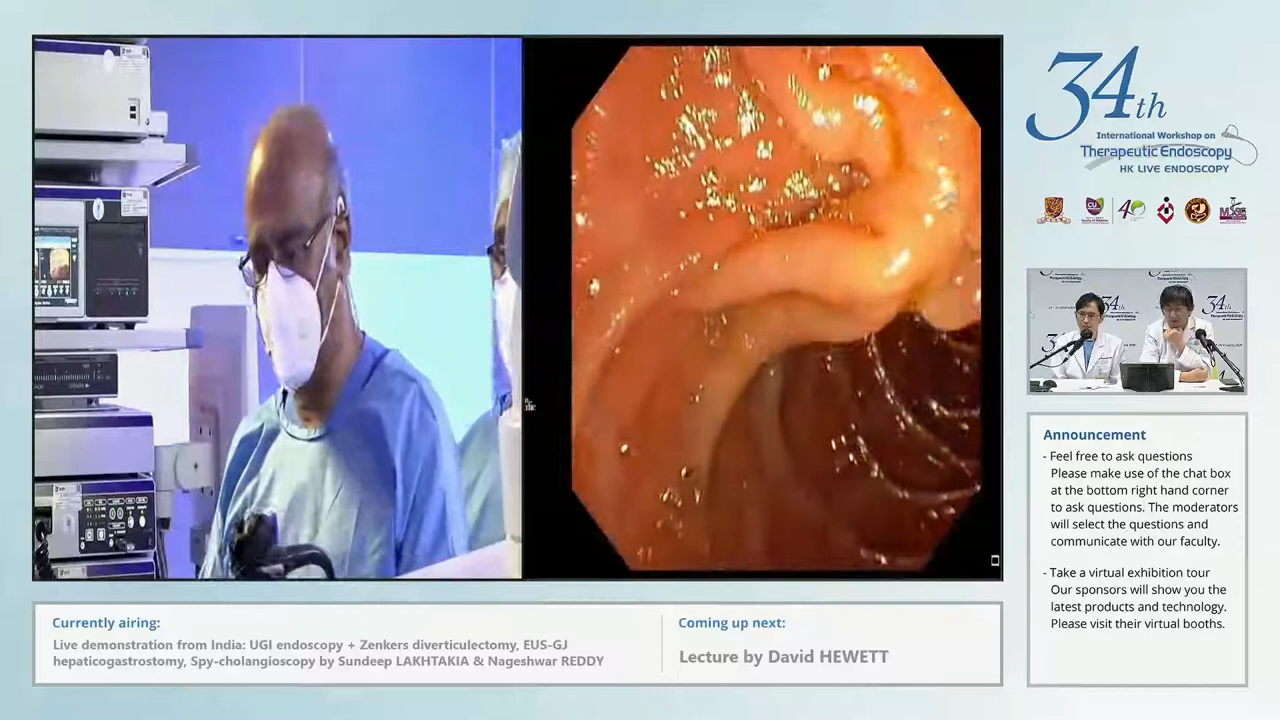 34th
International Workshop on
Therapeutic Endoscopy
HK LIVE ENDOSCOPY
Announcement
- Feel free to ask questions
Please make use of the chat box
at the bottom right hand corner
to ask questions. The moderators
will select the questions and
communicate with our faculty.
- Take a virtual exhibition tour
Our sponsors will show you the
latest products and technology.
Please visit their virtual booths.
Currently airing:
Live demonstration from India: UGI endoscopy + Zenkers diverticulectomy, EUS-GJ
hepaticogastrostomy, Spy-cholangioscopy by Sundeep LAKHTAKIA & Nageshwar REDDY
Coming up next:
Lecture by David HEWETT